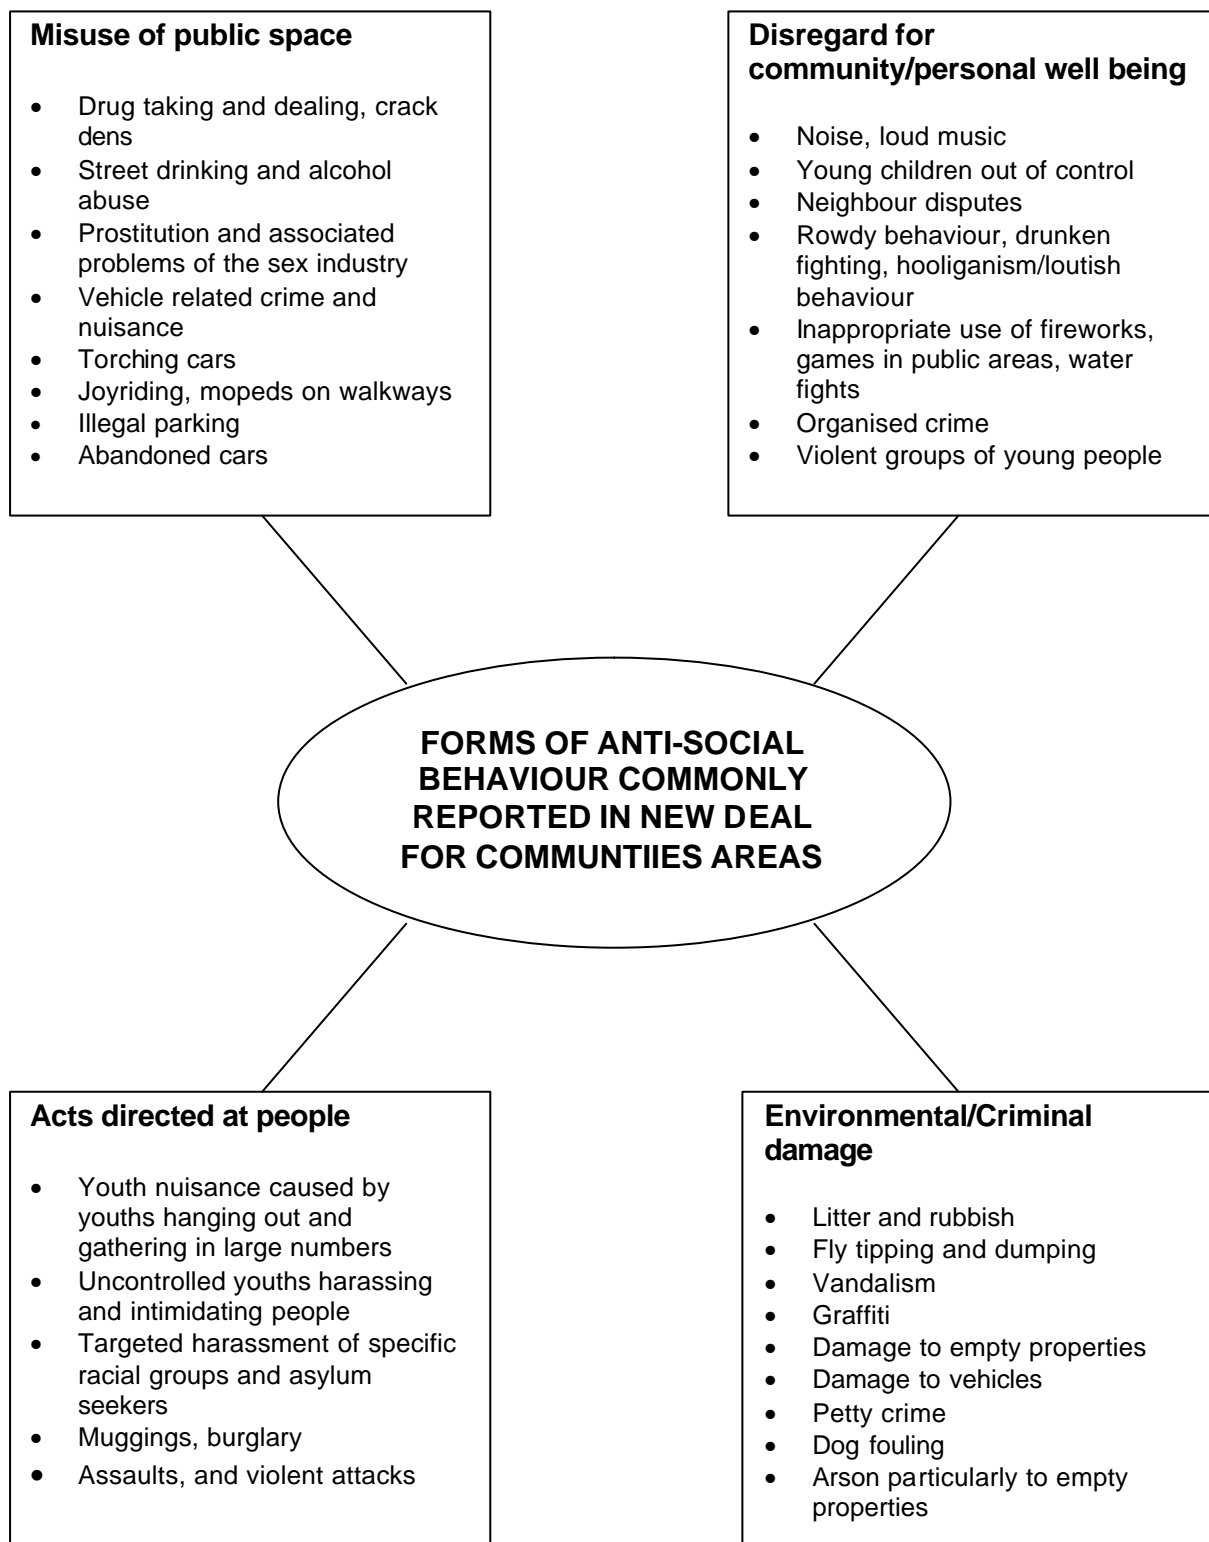 Misuse of public space
• Drug taking and dealing, crack
dens
• Street drinking and alcohol
abuse
• Prostitution and associated
problems of the sex industry
• Vehicle related crime and
nuisance
• Torching cars
• Joyriding, mopeds on walkways
• Illegal parking
• Abandoned cars
Disregard for
community/personal well being
• Noise, loud music
• Young children out of control
• Neighbour disputes
• Rowdy behaviour, drunken
fighting, hooliganism/loutish
behaviour
• Inappropriate use of fireworks,
games in public areas, water
fights
• Organised crime
• Violent groups of young people
FORMS OF ANTI-SOCIAL
BEHAVIOUR COMMONLY
REPORTED IN NEW DEAL
FOR COMMUNTIIES AREAS
Acts directed at people
• Youth nuisance caused by
youths hanging out and
gathering in large numbers
• Uncontrolled youths harassing
and intimidating people
• Targeted harassment of specific
racial groups and asylum
seekers
• Muggings, burglary
• Assaults, and violent attacks
Environmental/Criminal
damage
• Litter and rubbish
• Fly tipping and dumping
• Vandalism
• Graffiti
• Damage to empty properties
• Damage to vehicles
• Petty crime
• Dog fouling
• Arson particularly to empty
properties